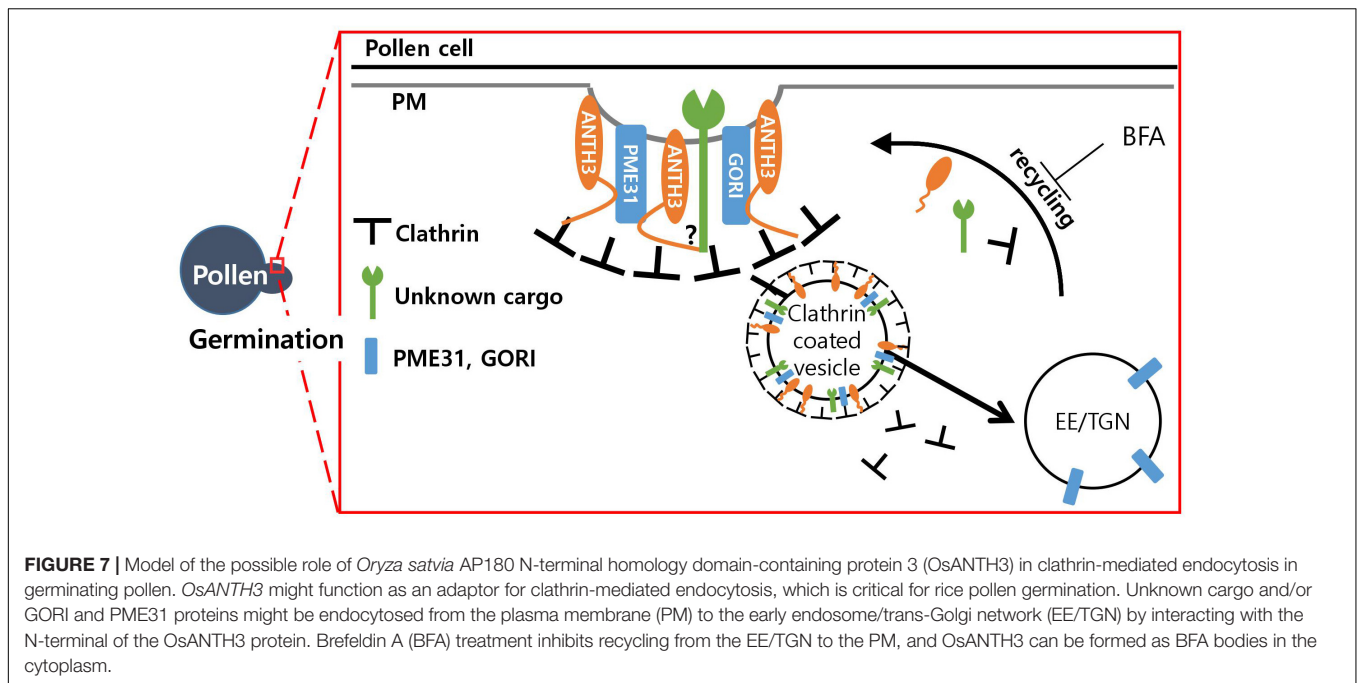 Pollen cell
PM
ANTH3
PME31
ANTH3
GORI
ANTH3
?
BFA
recycling
Clathrin
Unknown cargo
PME31, GORI
Pollen
Germination
Clathrin
coated
vesicle
EE/TGN
FIGURE 7 | Model of the possible role of Oryza satvia AP180 N-terminal homology domain-containing protein 3 (OsANTH3) in clathrin-mediated endocytosis in
germinating pollen. OsANTH3 might function as an adaptor for clathrin-mediated endocytosis, which is critical for rice pollen germination. Unknown cargo and/or
GORI and PME31 proteins might be endocytosed from the plasma membrane (PM) to the early endosome/trans-Golgi network (EE/TGN) by interacting with the
N-terminal of the OsANTH3 protein. Brefeldin A (BFA) treatment inhibits recycling from the EE/TGN to the PM, and OsANTH3 can be formed as BFA bodies in the
cytoplasm.